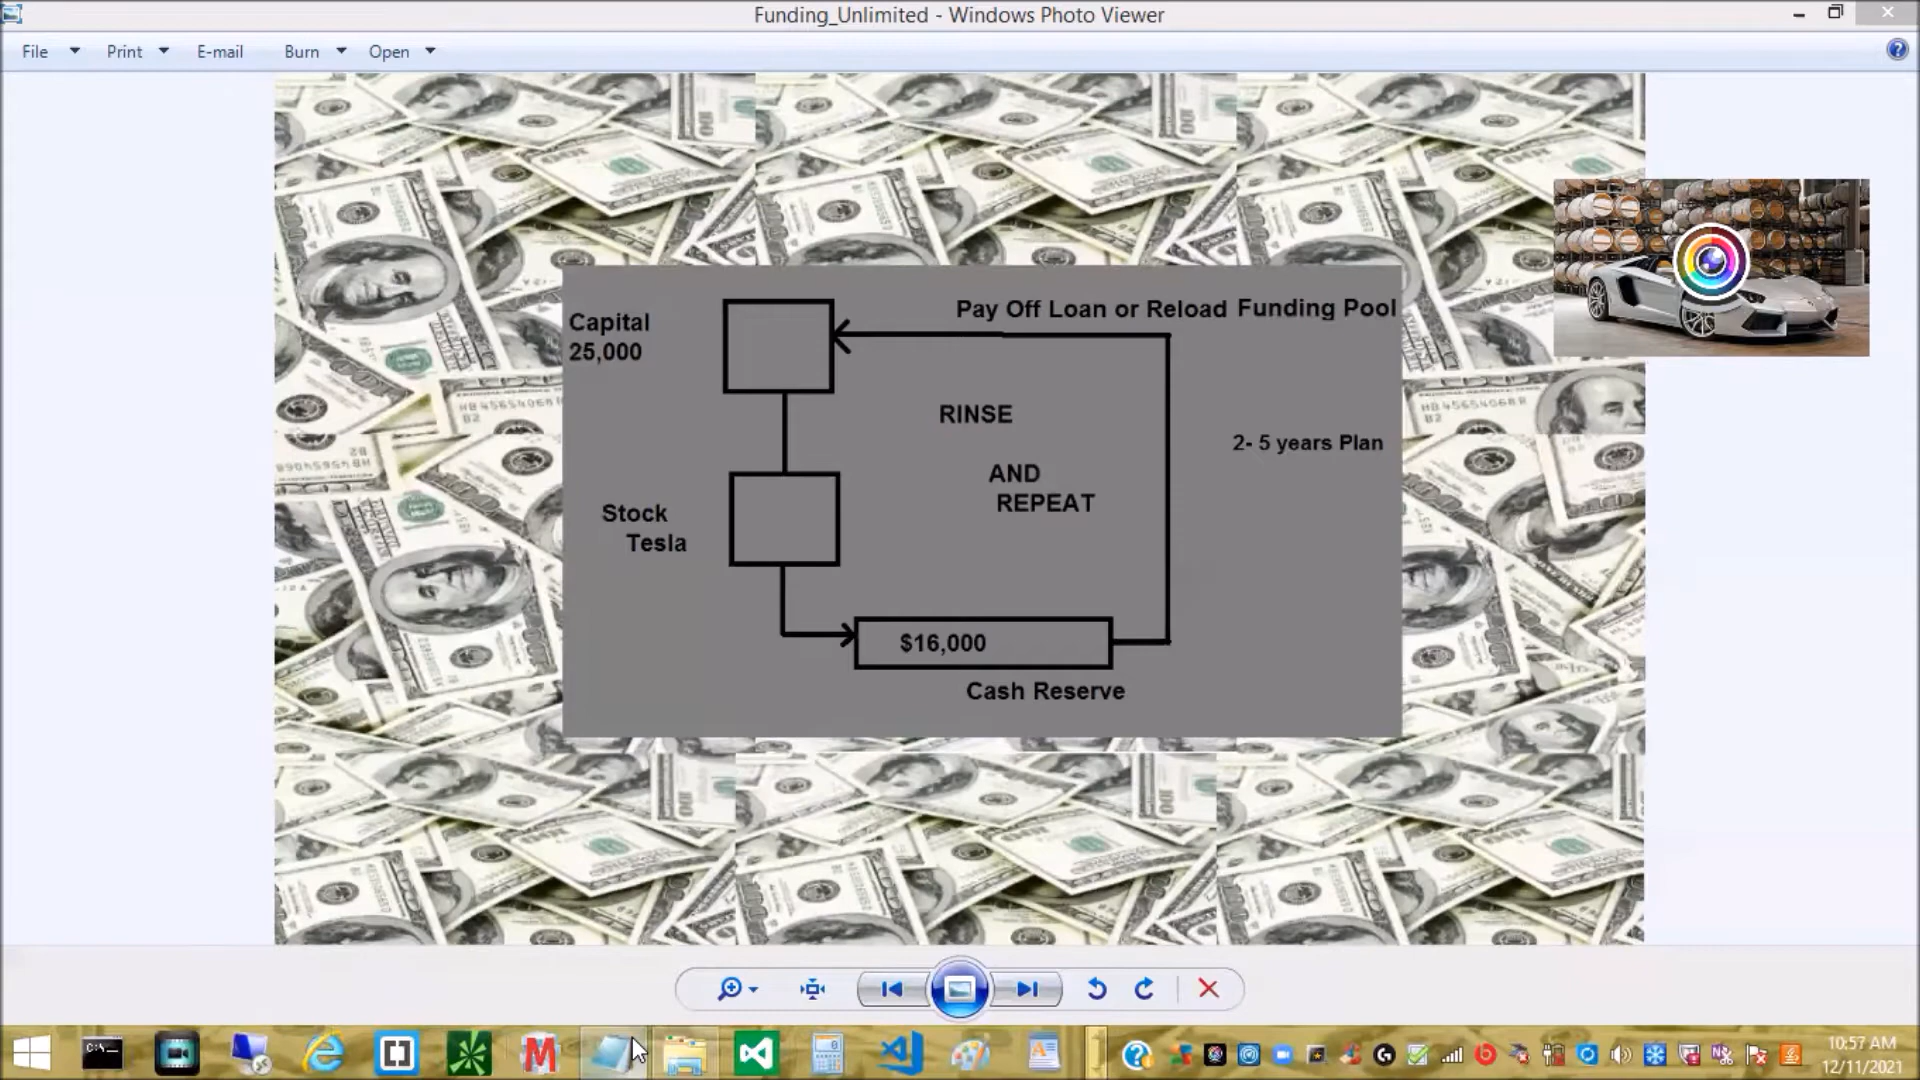 Funding_Unlimited - Windows Photo Viewer
File Print E-mail Burn Open
Capital
25,000
Pay Off Loan or Reload Funding Pool
RINSE
AND
REPEAT
2- 5 years Plan
Stock
Tesla
$16,000
Cash Reserve
10:57 AM
12/11/2021